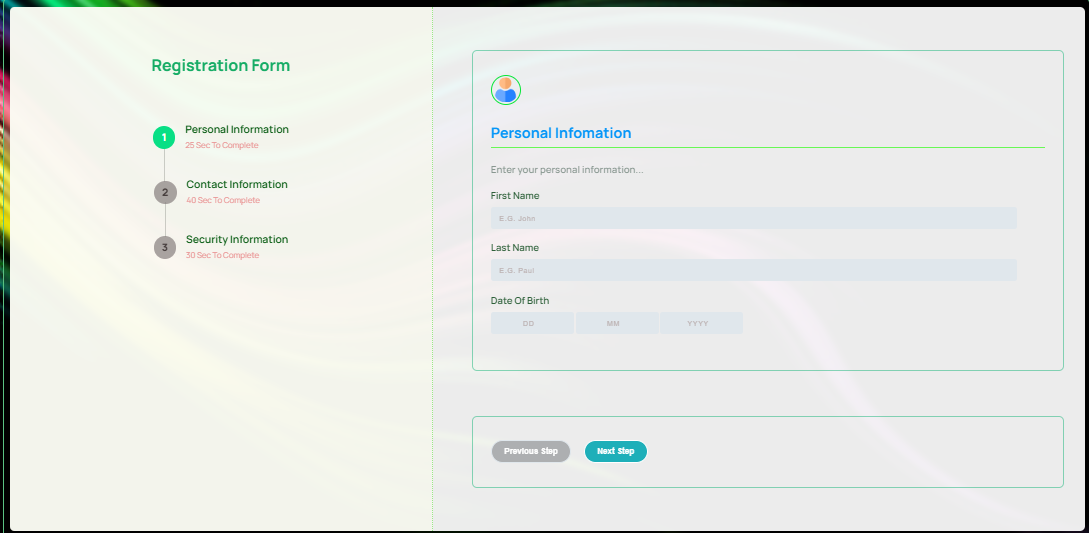 Registration Form
1
Personal Information
25 Sec To Complete
2
Contact Information
40 Sec To Complete
3
Security Information
30 Sec To Complete
Personal Infomation
Enter your personal information...
First Name
E.G. John
Last Name
E.G. Paul
Date Of Birth
DD MM YYYY
Previous Step Next Step